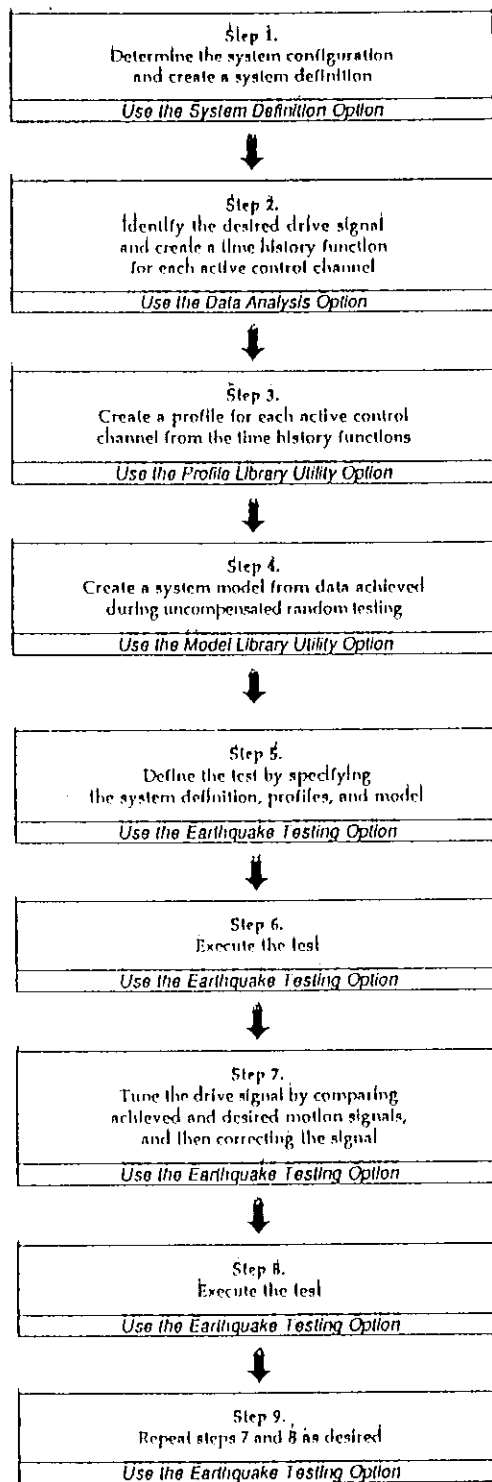 Step 1.
Determine the system configuration
and create a system definition
Use the System Definition Option
Step 2.
Identify the desired drive signal
and create a time history function
for each active control channel
Use the Data Analysis Option
Step 3.
Create a profile for each active control
channel from the time history functions
Use the Profile Library Utility Option
Step 4.
Create a system model from data achieved
during uncompensated random testing
Use the Model Library Utility Option
Step 5.
Define the test by specifying
the system definition, profiles, and model
Use the Earthquake Testing Option
Step 6.
Execute the test
Use the Earthquake Testing Option
Step 7.
Tune the drive signal by comparing
achieved and desired motion signals,
and then correcting the signal
Use the Earthquake Testing Option
Step 8.
Execute the test
Use the Earthquake Testing Option
Step 9.
Repeat steps 7 and 8 as desired
Use the Earthquake Testing Option